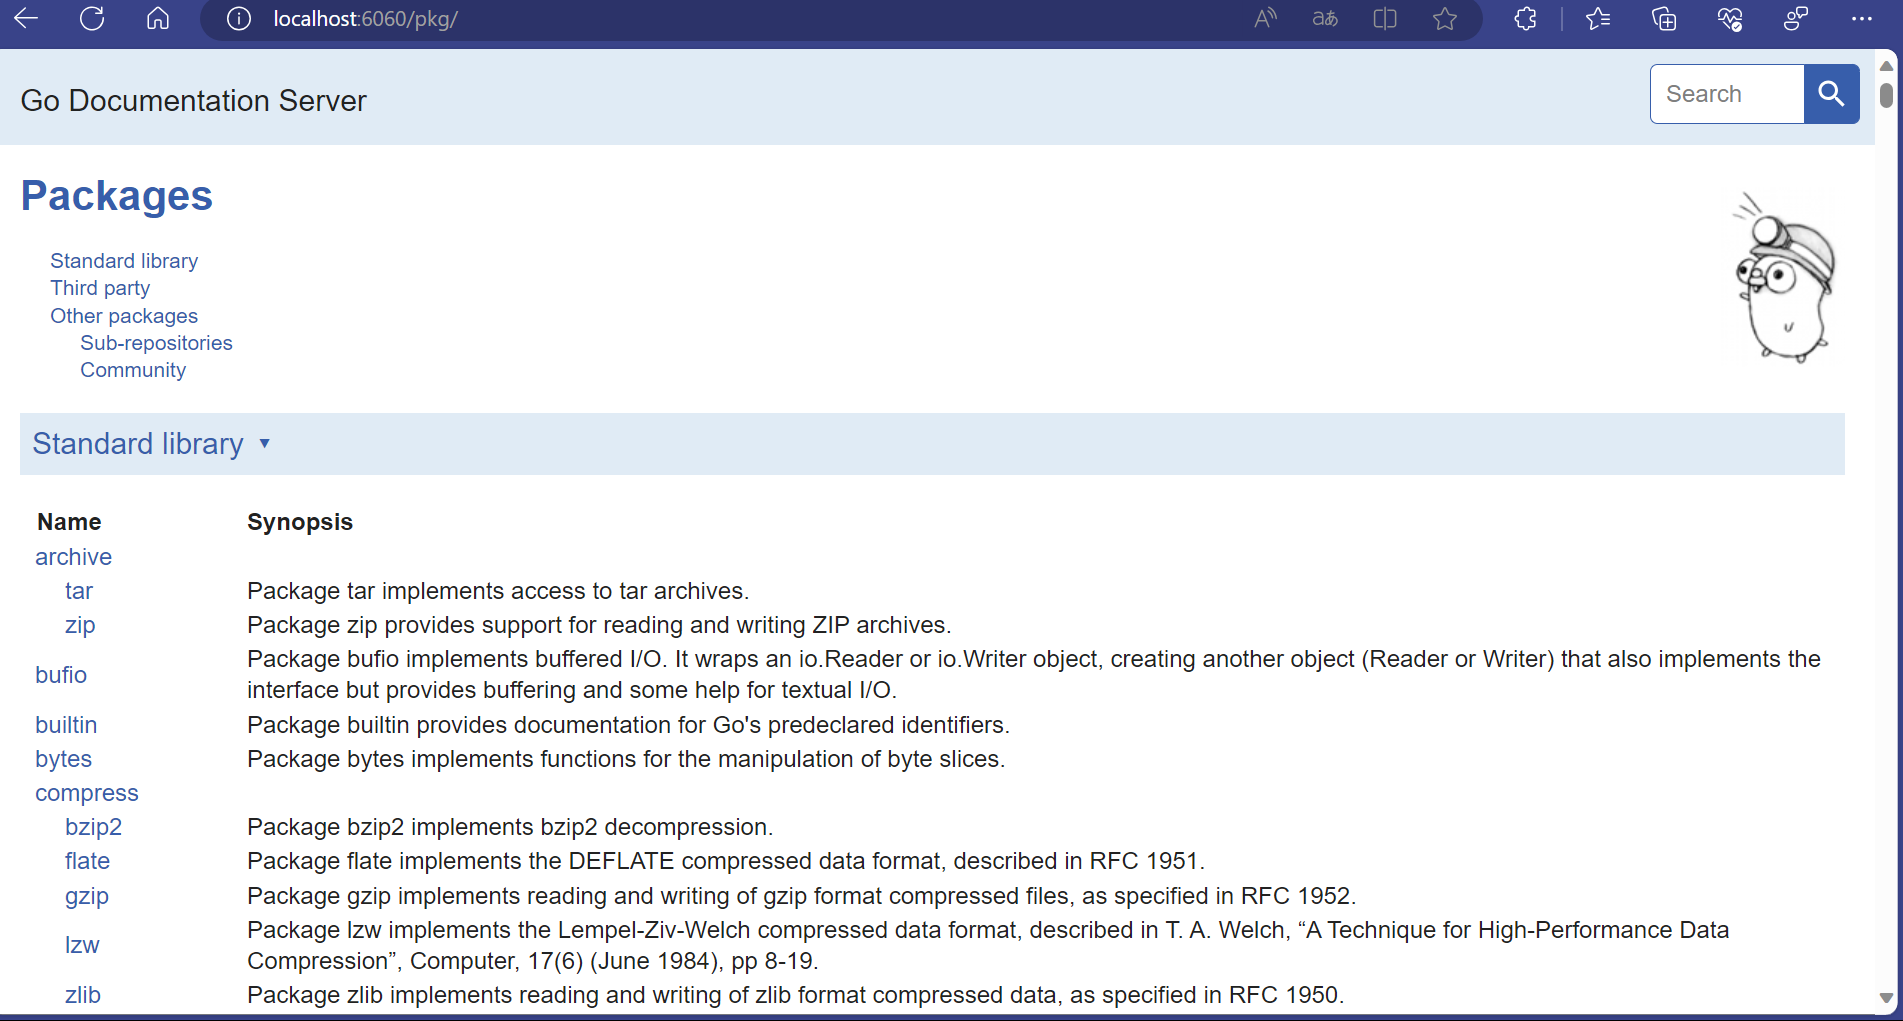 localhost:6060/pkg/
Go Documentation Server
Search
Packages
Standard library
Third party
Other packages
Sub-repositories
Community
Standard library ▾
Name Synopsis
archive
tar Package tar implements access to tar archives.
zip Package zip provides support for reading and writing ZIP archives.
bufio Package bufio implements buffered I/O. It wraps an io.Reader or io.Writer object, creating another object (Reader or Writer) that also implements the
interface but provides buffering and some help for textual I/O.
builtin Package builtin provides documentation for Go's predeclared identifiers.
bytes Package bytes implements functions for the manipulation of byte slices.
compress
bzip2 Package bzip2 implements bzip2 decompression.
flate Package flate implements the DEFLATE compressed data format, described in RFC 1951.
gzip Package gzip implements reading and writing of gzip format compressed files, as specified in RFC 1952.
lzw Package lzw implements the Lempel-Ziv-Welch compressed data format, described in T. A. Welch, “A Technique for High-Performance Data
Compression”, Computer, 17(6) (June 1984), pp 8-19.
zlib Package zlib implements reading and writing of zlib format compressed data, as specified in RFC 1950.